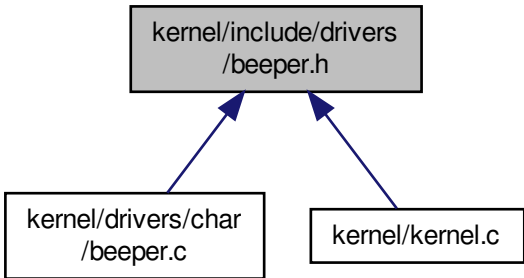 kernel/include/drivers
/beeper.h
kernel/drivers/char
/beeper.c
kernel/kernel.c